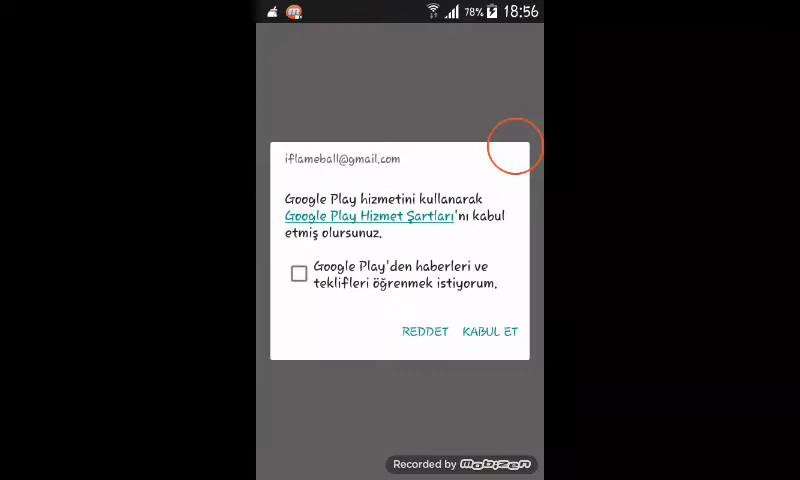 78% 18:56
iflameball@gmail.com
Google Play hizmetini kullanarak
Google Play Hizmet Şartları'nı kabul
etmiş olursunuz.
Google Play'den haberleri ve
teklifleri öğrenmek istiyorum.
REDDET KABUL ET
Recorded by mobizen